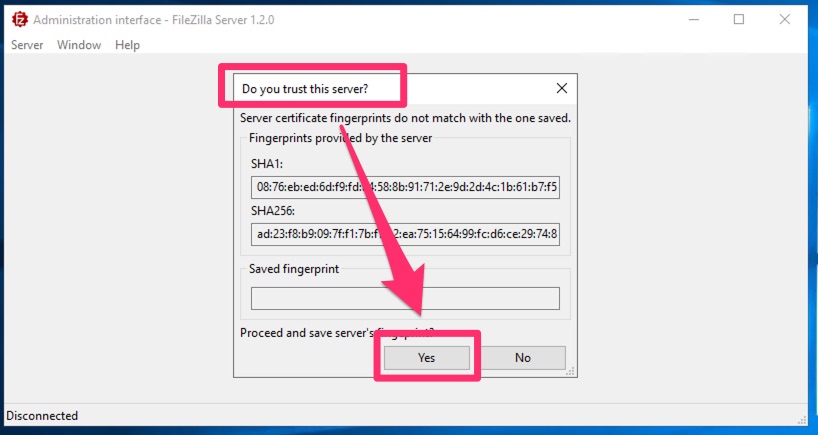 Administration interface - FileZilla Server 1.2.0
Server Window Help
Do you trust this server?
Server certificate fingerprints do not match with the one saved.
Fingerprints provided by the server
SHA1:
08:76:eb:ed:6d:f9:fd: 4:58:8b:91:71:2e:9d:2d:4c:1b:61:b7:f5
SHA256:
ad:23:f8:b9:09:7f:f1:7b:f 2:ea:75:15:64:99:fc:d6:ce:29:74:8
Saved fingerprint
Proceed and save server's fingerprint?
Yes No
Disconnected